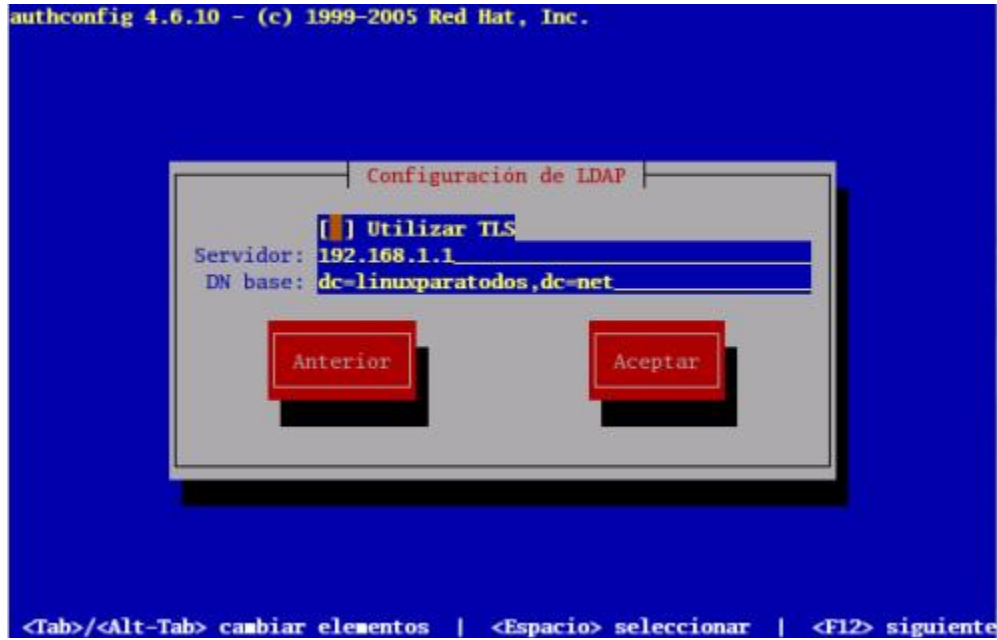 authconfig 4.6.10 - (c) 1999-2005 Red Hat, Inc.
Configuración de LDAP
[ ] Utilizar TLS
Servidor: 192.168.1.1
DN base: dc=linuxparatodos,dc=net
Anterior Aceptar
<Tab>/<Alt-Tab> cambiar elementos | <Espacio> seleccionar | <F12> siguiente